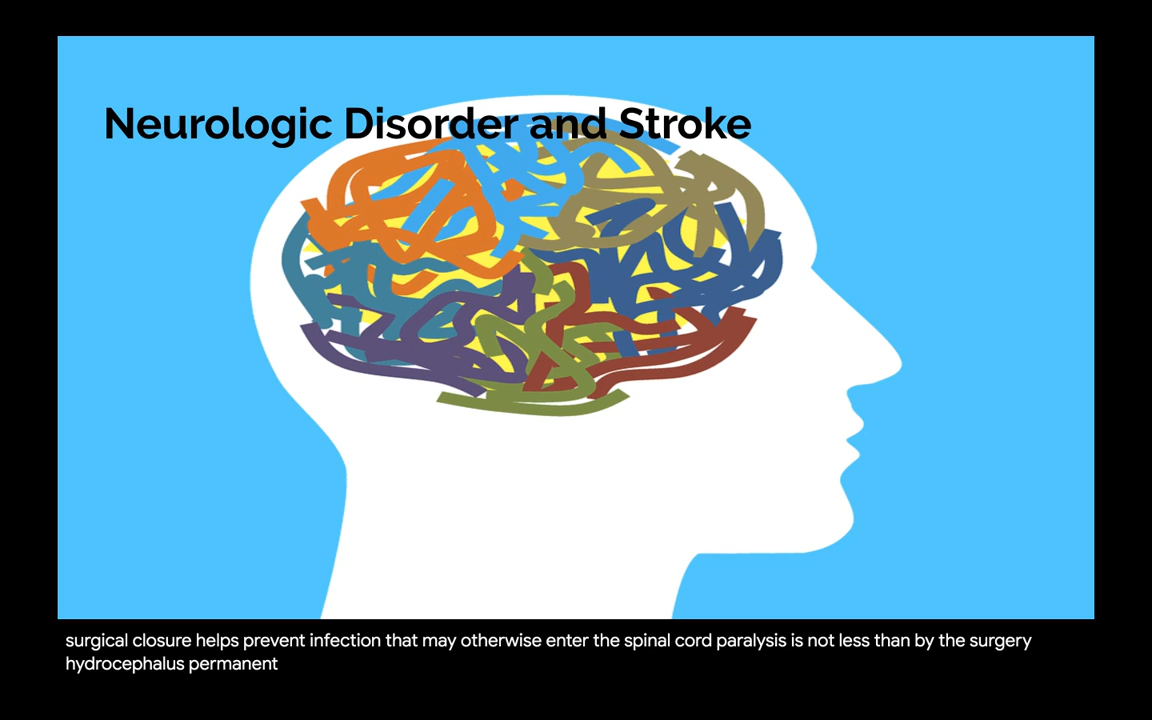 Neurologic Disorder and Stroke
surgical closure helps prevent infection that may otherwise enter the spinal cord paralysis is not less than by the surgery
hydrocephalus permanent